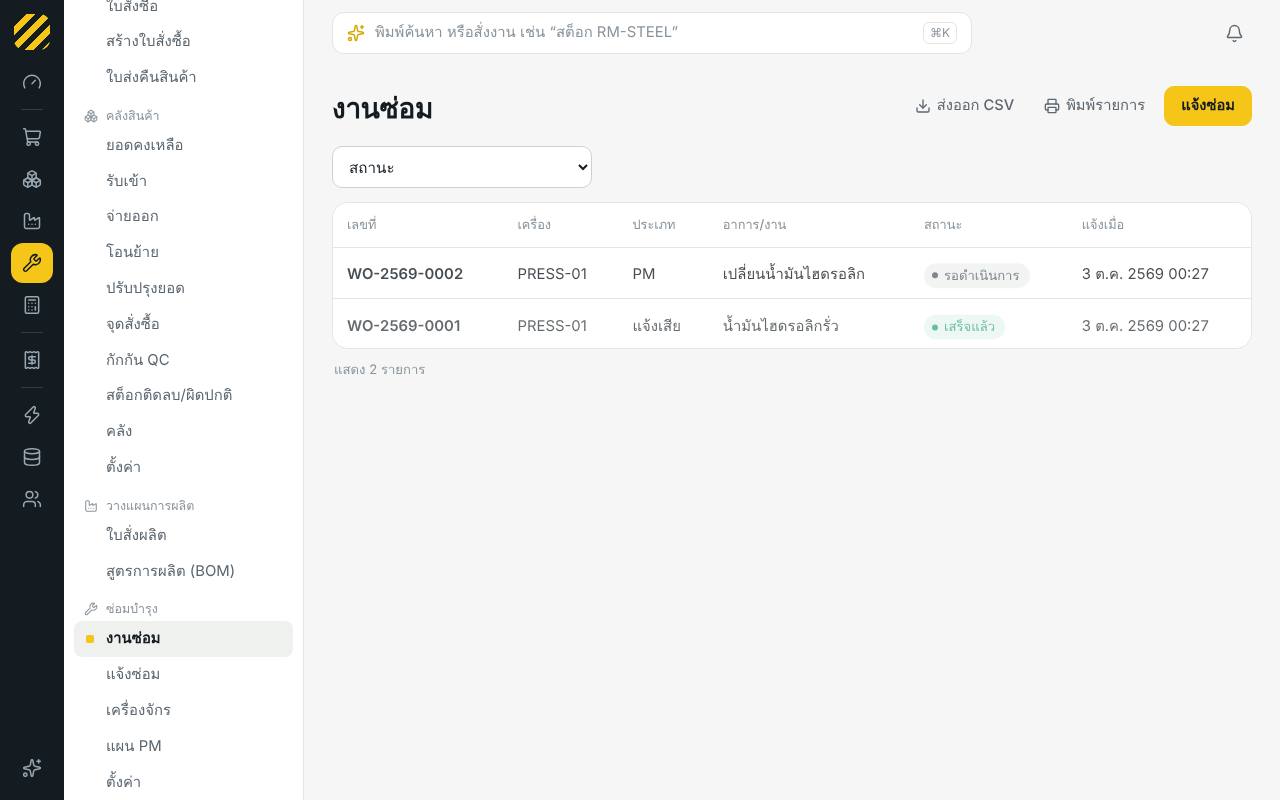 ใบสั่งซื้อ
สร้างใบสั่งซื้อ
ใบส่งคืนสินค้า
คลังสินค้า
ยอดคงเหลือ
รับเข้า
จ่ายออก
โอนย้าย
ปรับปรุงยอด
จุดสั่งซื้อ
กักกัน QC
สต็อกติดลบ/ผิดปกติ
คลัง
ตั้งค่า
วางแผนการผลิต
ใบสั่งผลิต
สูตรการผลิต (BOM)
ซ่อมบำรุง
งานซ่อม
แจ้งซ่อม
เครื่องจักร
แผน PM
ตั้งค่า
พิมพ์ค้นหา หรือสั่งงาน เช่น “สต็อก RM-STEEL” ⌘K
งานซ่อม
ส่งออก CSV พิมพ์รายการ แจ้งซ่อม
สถานะ
เลขที่ เครื่อง ประเภท อาการ/งาน สถานะ แจ้งเมื่อ
WO-2569-0002 PRESS-01 PM เปลี่ยนน้ำมันไฮดรอลิก รอดำเนินการ 3 ต.ค. 2569 00:27
WO-2569-0001 PRESS-01 แจ้งเสีย น้ำมันไฮดรอลิกรั่ว เสร็จแล้ว 3 ต.ค. 2569 00:27
แสดง 2 รายการ